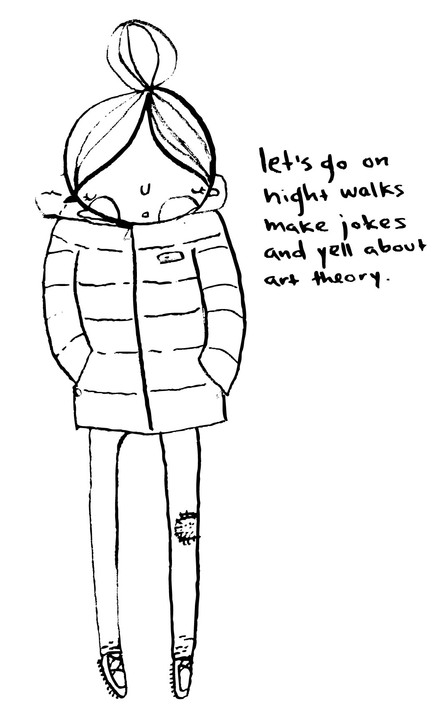 let's go on
night walks
make jokes
and yell about
art theory.